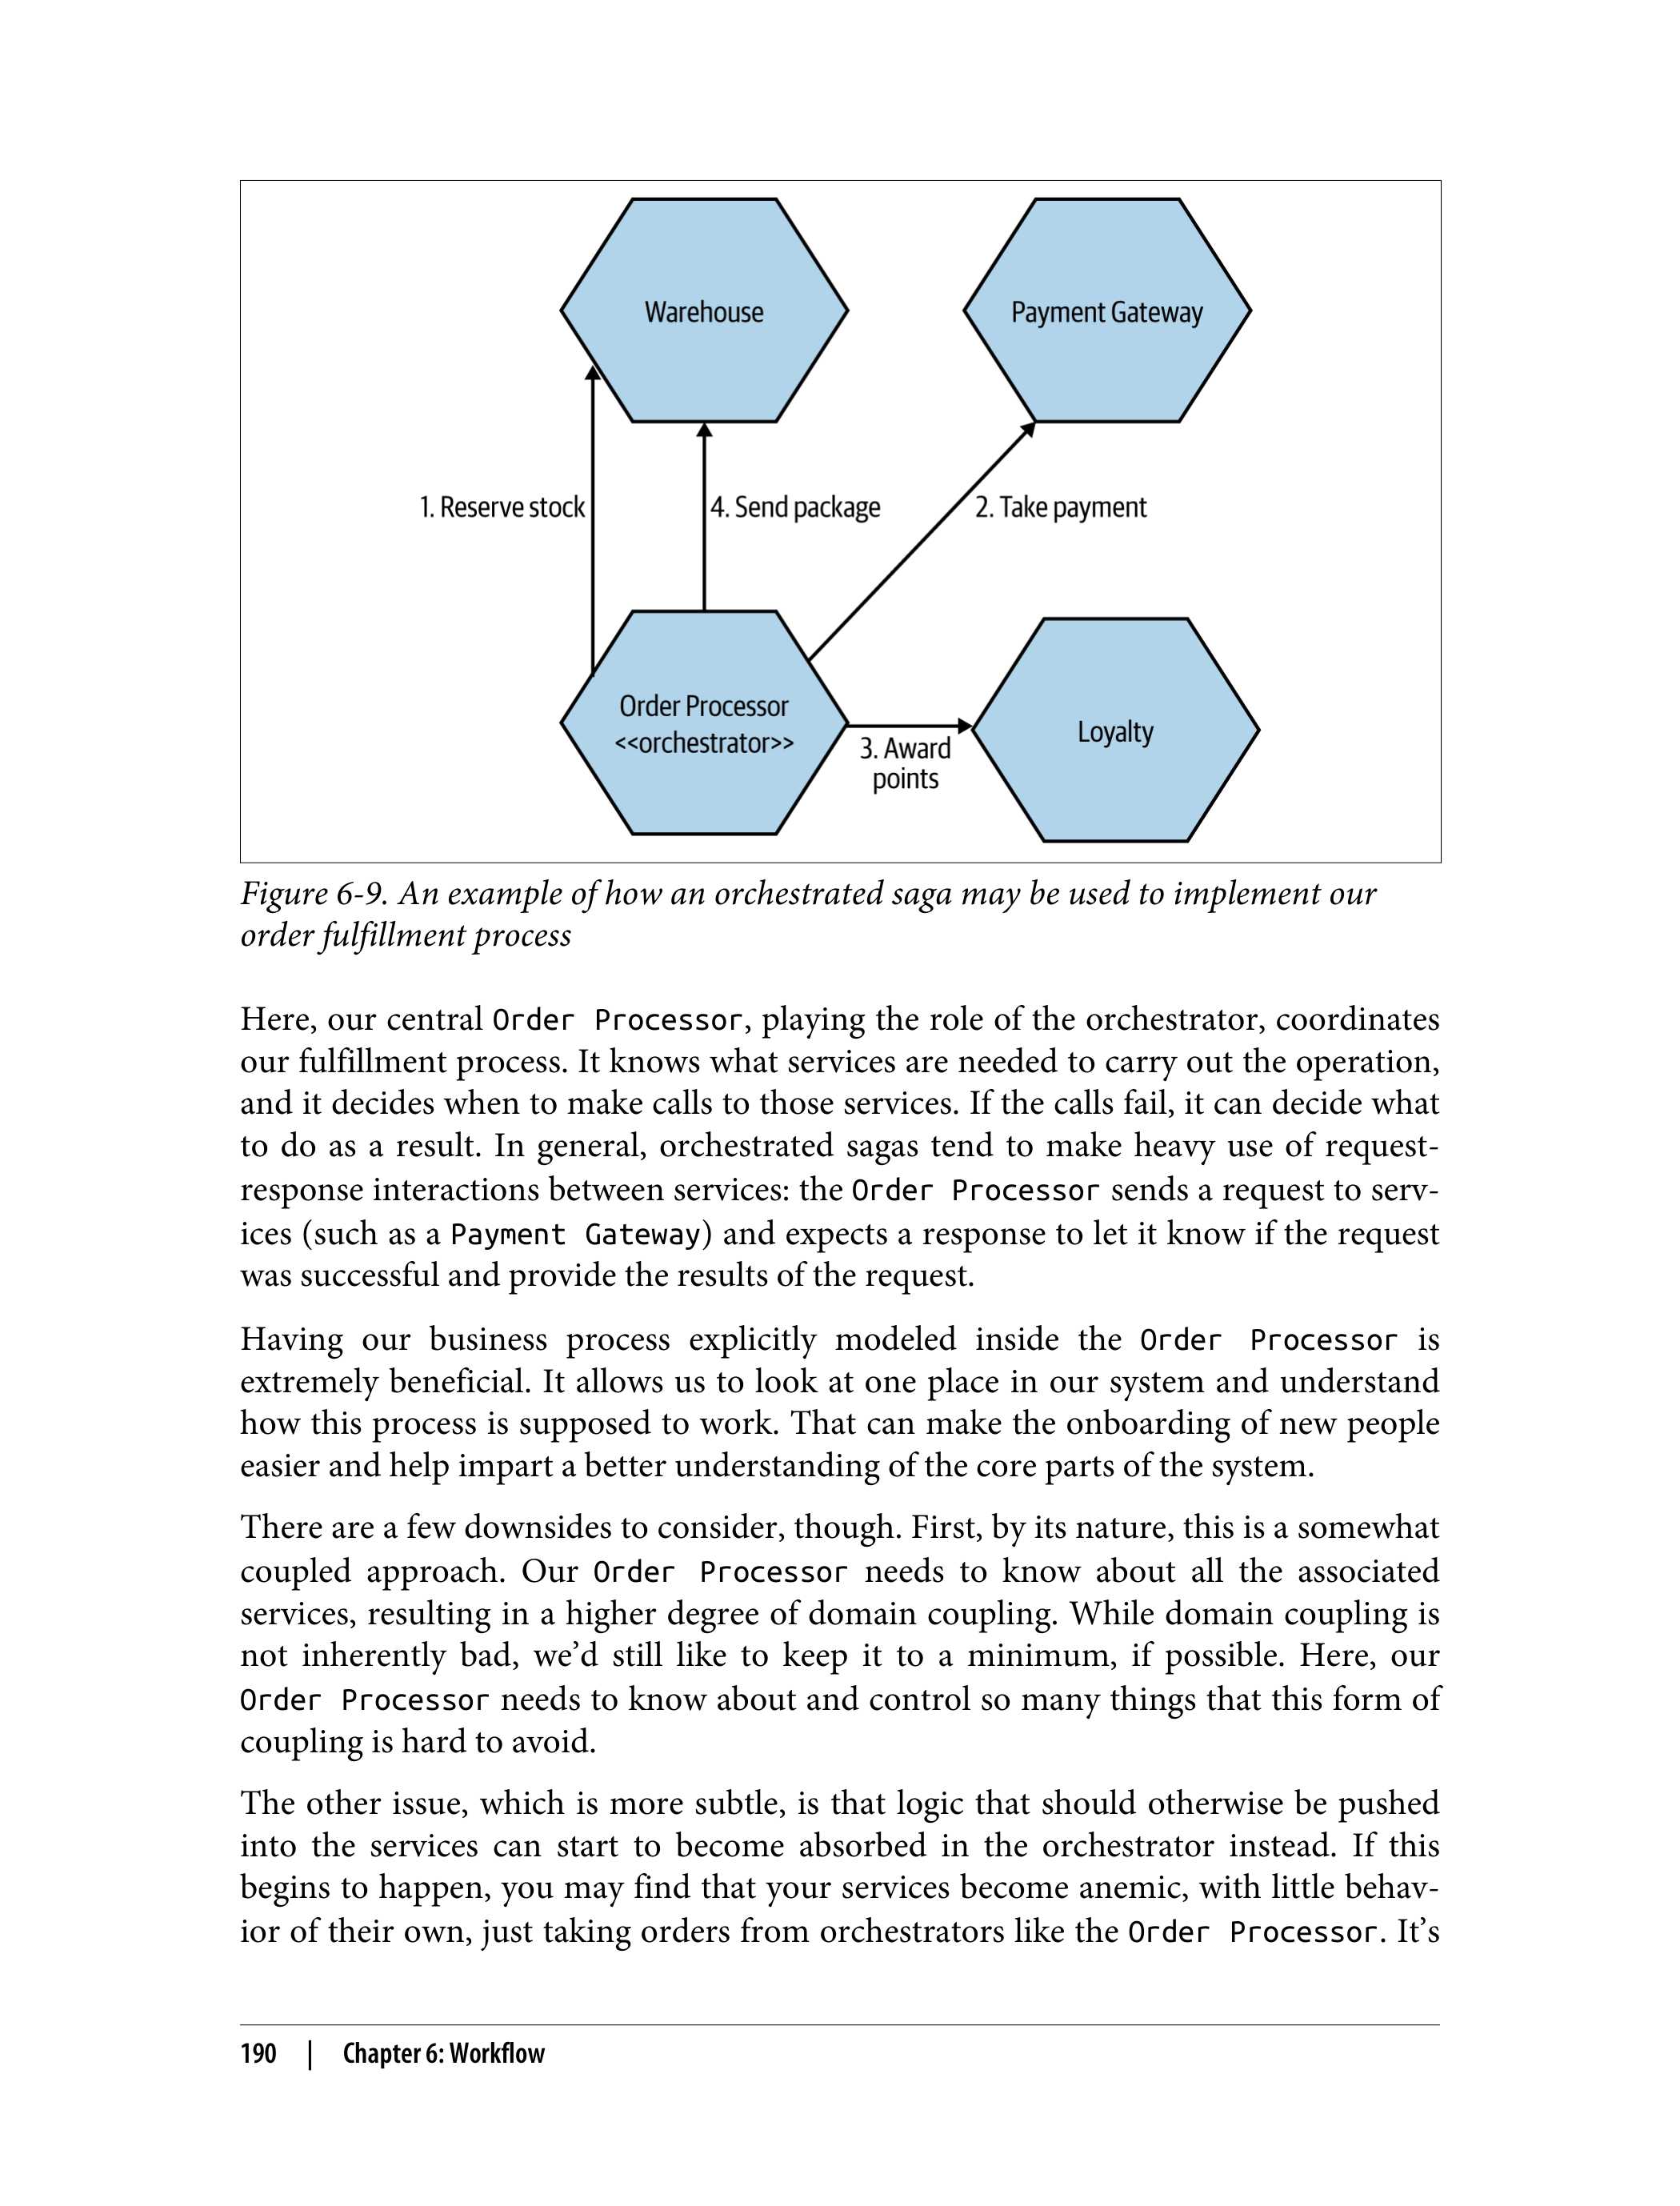 Warehouse
Payment Gateway
1. Reserve stock
4. Send package
2. Take payment
Order Processor
<<orchestrator>>
3. Award
points
Loyalty
Figure 6-9. An example of how an orchestrated saga may be used to implement our
order fulfillment process
Here, our central Order Processor, playing the role of the orchestrator, coordinates
our fulfillment process. It knows what services are needed to carry out the operation,
and it decides when to make calls to those services. If the calls fail, it can decide what
to do as a result. In general, orchestrated sagas tend to make heavy use of request-
response interactions between services: the Order Processor sends a request to serv-
ices (such as a Payment Gateway) and expects a response to let it know if the request
was successful and provide the results of the request.
Having our business process explicitly modeled inside the Order Processor is
extremely beneficial. It allows us to look at one place in our system and understand
how this process is supposed to work. That can make the onboarding of new people
easier and help impart a better understanding of the core parts of the system.
There are a few downsides to consider, though. First, by its nature, this is a somewhat
coupled approach. Our Order Processor needs to know about all the associated
services, resulting in a higher degree of domain coupling. While domain coupling is
not inherently bad, we’d still like to keep it to a minimum, if possible. Here, our
Order Processor needs to know about and control so many things that this form of
coupling is hard to avoid.
The other issue, which is more subtle, is that logic that should otherwise be pushed
into the services can start to become absorbed in the orchestrator instead. If this
begins to happen, you may find that your services become anemic, with little behav-
ior of their own, just taking orders from orchestrators like the Order Processor. It’s
190 | Chapter 6: Workflow